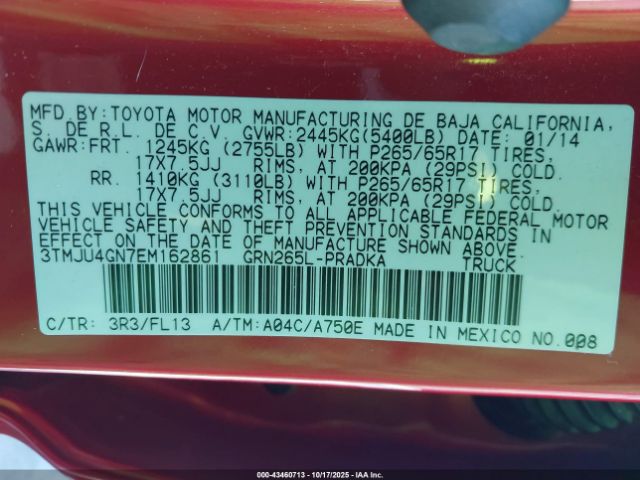 MFD.BY:TOYOTA MOTOR MANUFACTURING DE BAJA CALIFORNIA,
S. DE R.L. DE C.V. GVWR:2445KG(5400LB) DATE: 01/14
GAWR:FRT. 1245KG (2755LB) WITH P265/65R17 TIRES,
17X7.5JJ RIMS, AT 200KPA (29PSI) COLD.
RR. 1410KG (3110LB) WITH P265/65R17 TIRES,
17X7.5JJ RIMS, AT 200KPA (29PSI) COLD.
THIS VEHICLE CONFORMS TO ALL APPLICABLE FEDERAL MOTOR
VEHICLE SAFETY AND THEFT PREVENTION STANDARDS IN
EFFECT ON THE DATE OF MANUFACTURE SHOWN ABOVE.
3TMJU4GN7EM162861 GRN265L-PRADKA TRUCK
C/TR: 3R3/FL13 A/TM:A04C/A750E MADE IN MEXICO NO.008
000-43460713 - 10/17/2025 - IAAI.com